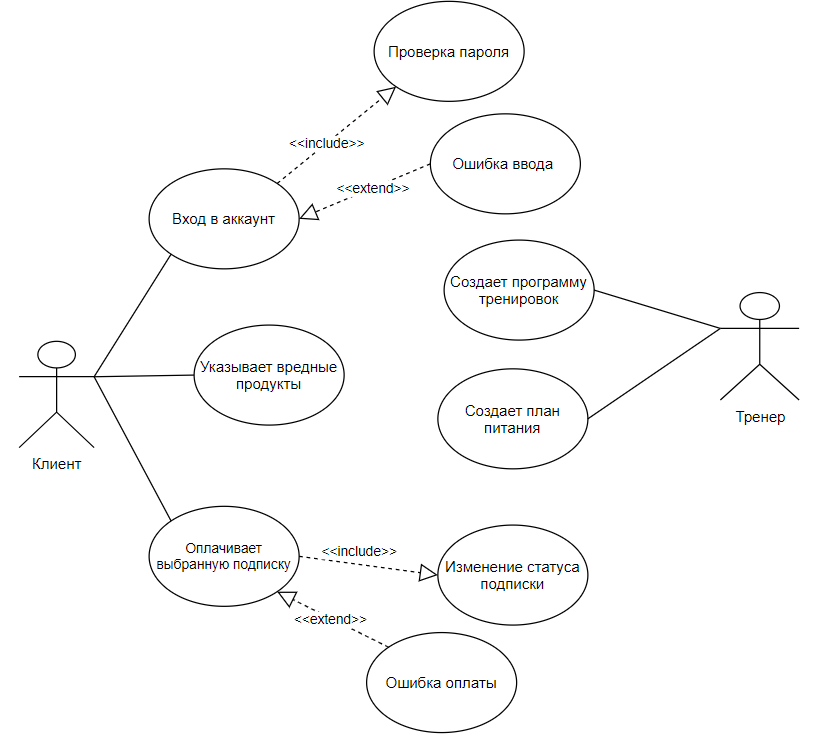 Проверка пароля
<<include>>
Ошибка ввода
<<extend>>
Вход в аккаунт
Создает программу
тренировок
Указывает вредные
продукты
Создает план
питания
Тренер
Клиент
Оплачивает
выбранную подписку
<<include>>
Изменение статуса
подписки
<<extend>>
Ошибка оплаты